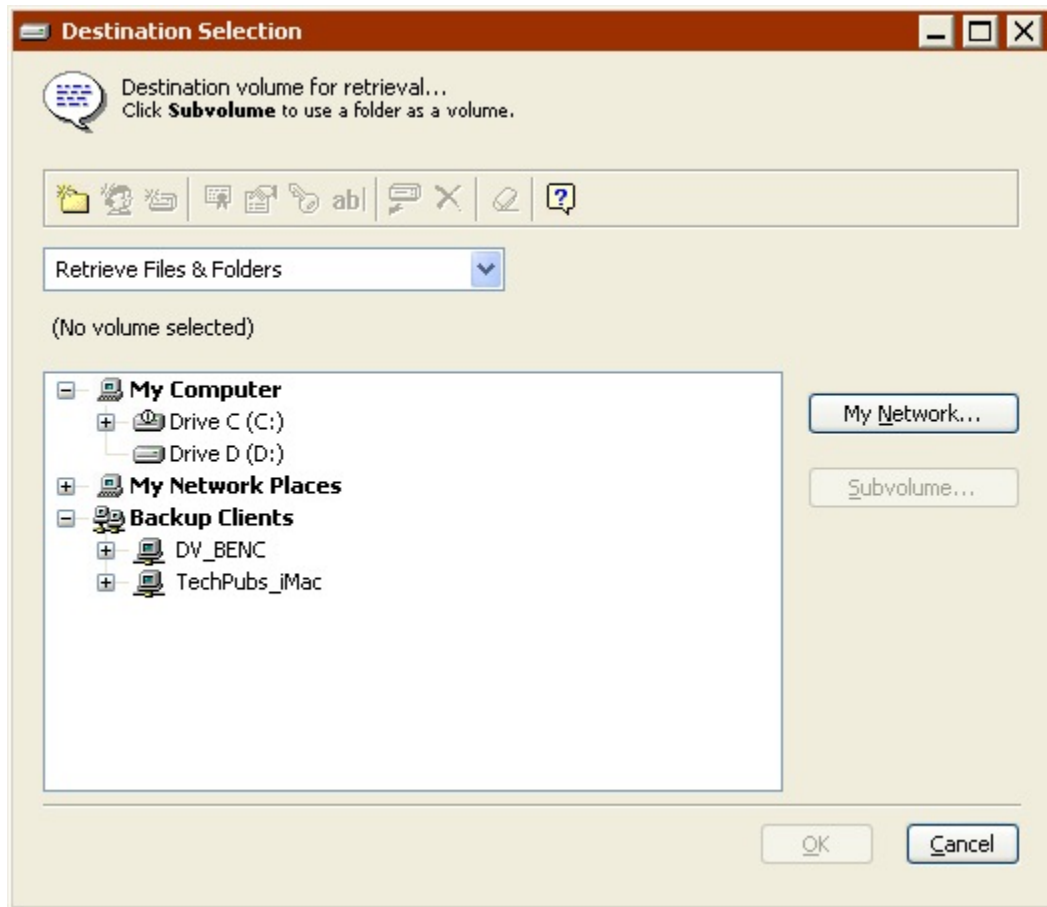 Destination Selection
Destination volume for retrieval...
Click Subvolume to use a folder as a volume.
ab|
Retrieve Files & Folders
(No volume selected)
My Computer
Drive C (C:)
Drive D (D:)
My Network Places
Backup Clients
DV_BENC
TechPubs_iMac
My Network...
Subvolume...
OK
Cancel